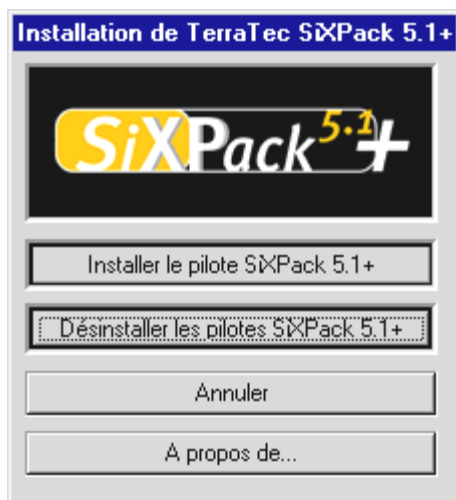 Installation de TerraTec SiXPack 5.1+
SiXPack 5.1+
Installer le pilote SiXPack 5.1+
Désinstaller les pilotes SiXPack 5.1+
Annuler
A propos de...